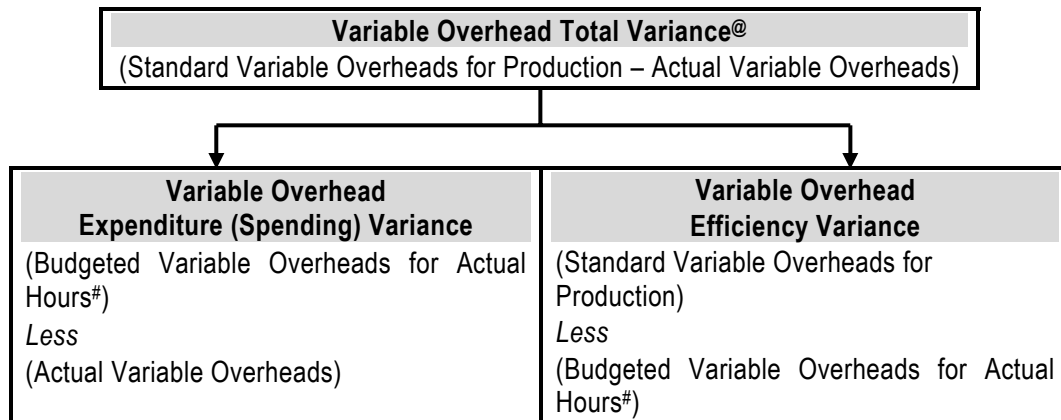 Variable Overhead Total Variance@
(Standard Variable Overheads for Production – Actual Variable Overheads)
Variable Overhead
Expenditure (Spending) Variance
(Budgeted Variable Overheads for Actual
Hours#)
Less
(Actual Variable Overheads)
Variable Overhead
Efficiency Variance
(Standard Variable Overheads for
Production)
Less
(Budgeted Variable Overheads for Actual
Hours#)